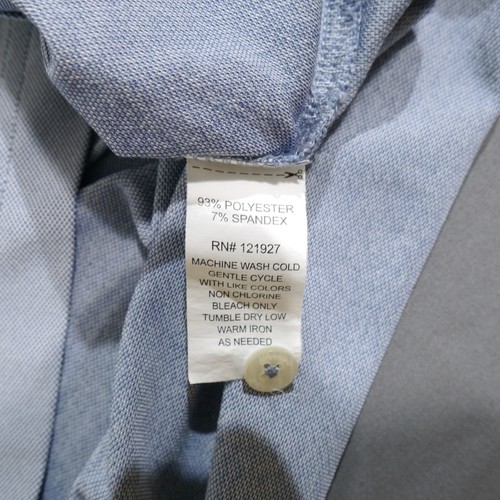 93% POLYESTER
7% SPANDEX
RN# 121927
MACHINE WASH COLD
GENTLE CYCLE
WITH LIKE COLORS
NON CHLORINE
BLEACH ONLY
TUMBLE DRY LOW
WARM IRON
AS NEEDED